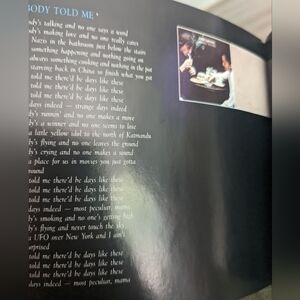 BODY TOLD ME •
ody's talking and no one says a word
ody's making love and no one really cares
Nazis in the bathroom just below the stairs
something happening and nothing going on
always something cooking and nothing in the pot
starving back in China so finish what you got
told me there'd be days like these
told me there'd be days like these
told me there'd be days like these
days indeed — strange days indeed
dy's runnin' and no one makes a move
dy's a winner and no one seems to lose
a little yellow idol to the north of Katmandu
dy's flying and no one leaves the ground
dy's crying and no one makes a sound
a place for us in movies you just gotta
round
told me there'd be days like these
told me there'd be days like these
told me there'd be days like these
days indeed — most peculiar, mama
dy's smoking and no one's getting high
dy's flying and never touch the sky
a UFO over New York and I ain't
surprised
told me there'd be days like these
told me there'd be days like these
told me there'd be days like these
days indeed — most peculiar, mama